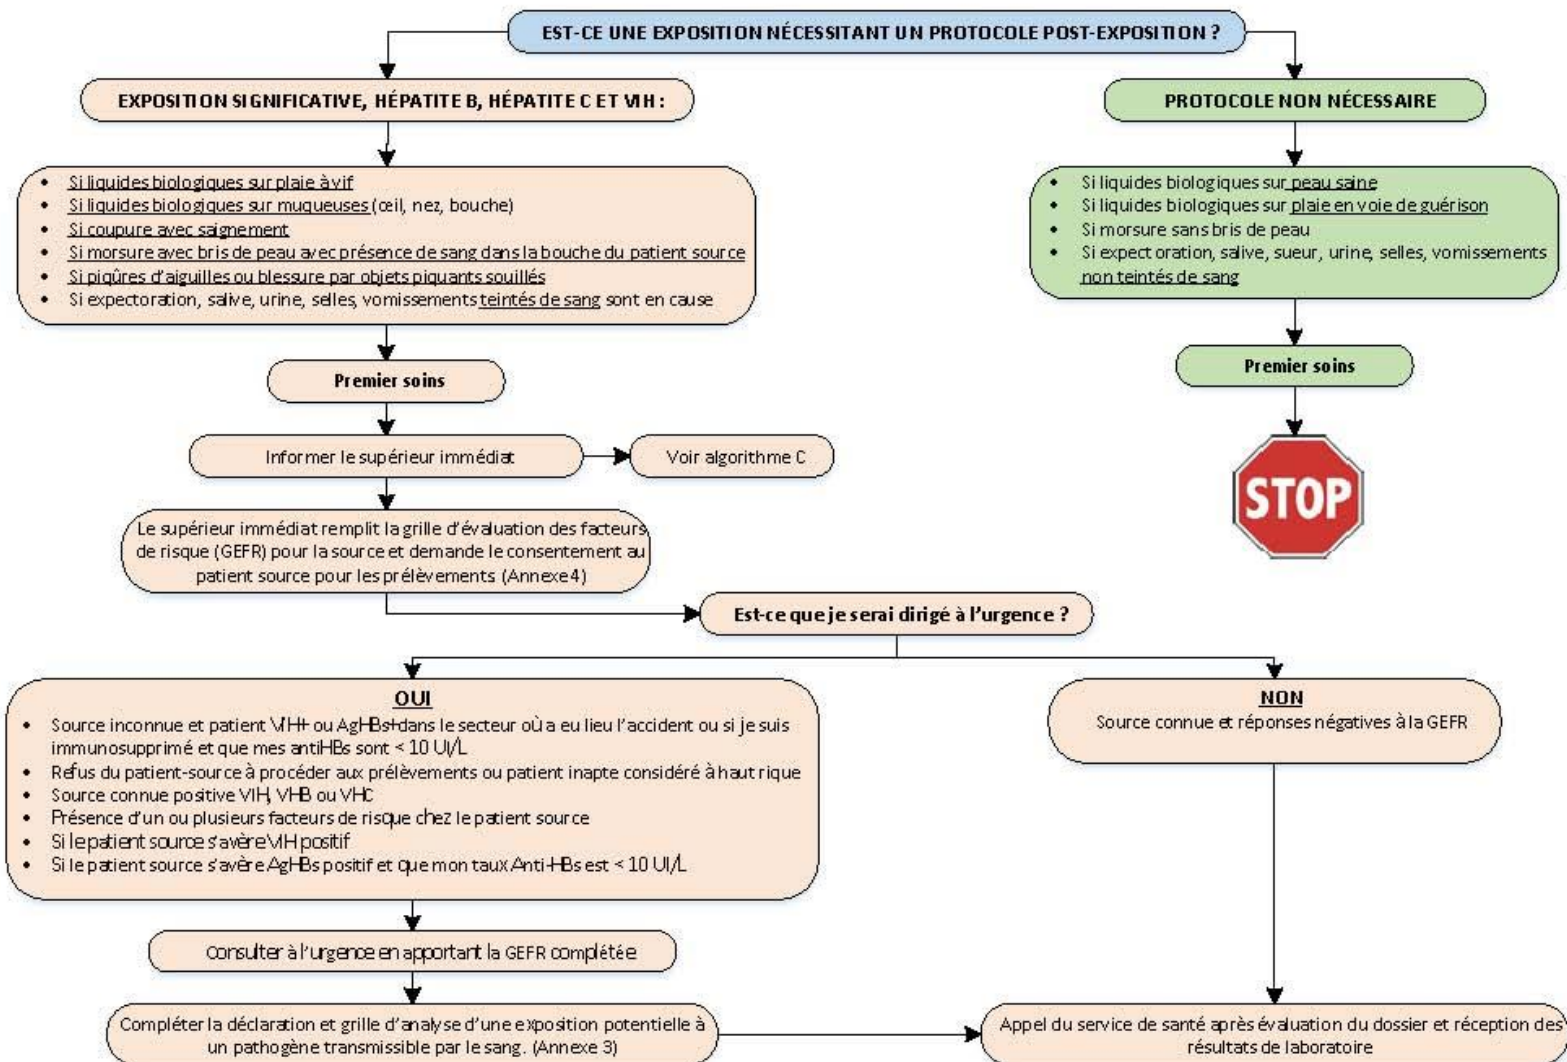 EST-CE UNE EXPOSITION NÉCESSITANT UN PROTOCOLE POST-EXPOSITION ?
EXPOSITION SIGNIFICATIVE, HÉPATITE B, HÉPATITE C ET VIH :
• Si liquides biologiques sur plaie à vif
• Si liquides biologiques sur muqueuses (œil, nez, bouche)
• Si coupure avec saignement
• Si morsure avec bris de peau avec présence de sang dans la bouche du patient source
• Si piqûres d'aiguilles ou blessure par objets piquants souillés
• Si expectoration, salive, urine, selles, vomissements teintés de sang sont en cause
Premier soins
Informer le supérieur immédiat
Voir algorithme C
Le supérieur immédiat remplit la grille d'évaluation des facteurs
de risque (GEFR) pour la source et demande le consentement au
patient source pour les prélèvements. (Annexe 4)
PROTOCOLE NON NÉCESSAIRE
• Si liquides biologiques sur peau saine
• Si liquides biologiques sur plaie en voie de guérison
• Si morsure sans bris de peau
• Si expectoration, salive, sueur, urine, selles, vomissements
non teintés de sang
Premier soins
STOP
Est-ce que je serai dirigé à l'urgence ?
OUI
• Source inconnue et patient VIH+ ou AgHBs+ dans le secteur où a eu lieu l'accident ou si je suis
immunosupprimé et que mes antiHBs sont < 10 UI/L
• Refus du patient-source à procéder aux prélèvements ou patient inapte considéré à haut rique
• Source connue positive VIH, VHB ou VHC
• Présence d'un ou plusieurs facteurs de risque chez le patient source
• Si le patient source s'avère VIH positif
• Si le patient source s'avère AgHBs positif et que mon taux Anti-HBs est < 10 UI/L
Consulter à l'urgence en apportant la GEFR complétée
Compléter la déclaration et grille d'analyse d'une exposition potentielle à
un pathogène transmissible par le sang. (Annexe 3)
NON
Source connue et réponses négatives à la GEFR
Appel du service de santé après évaluation du dossier et réception des
résultats de laboratoire